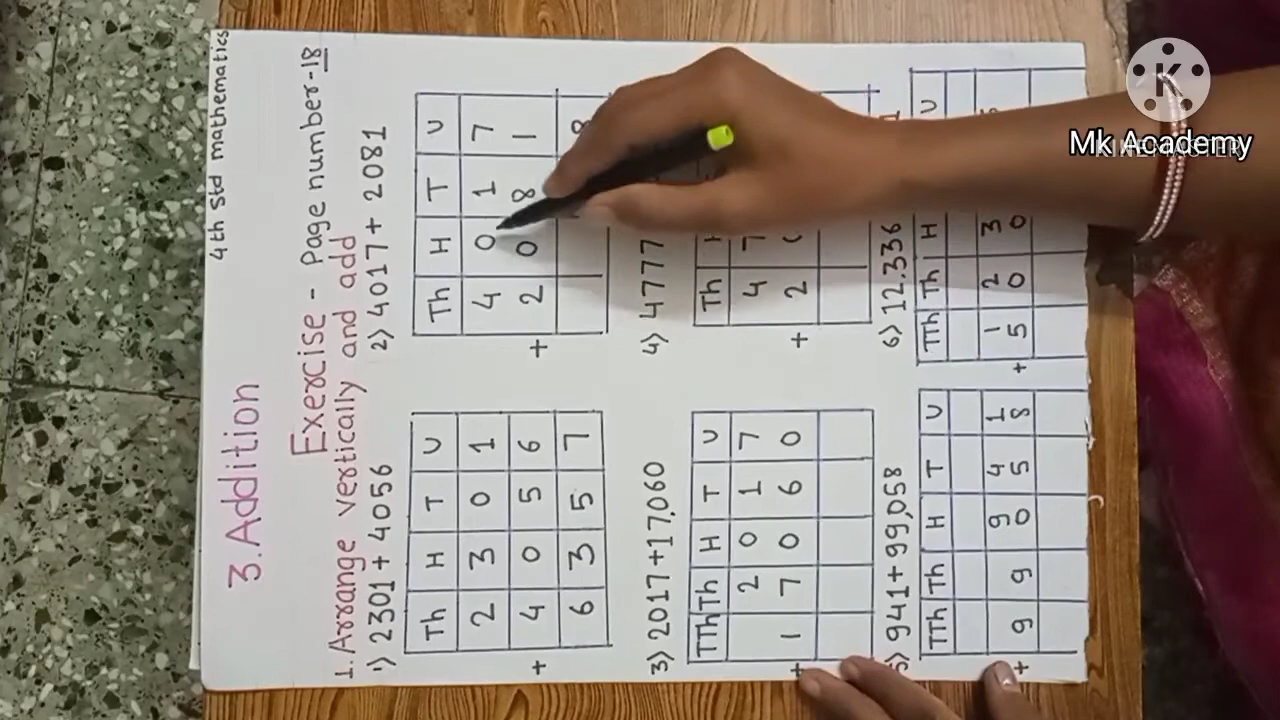 4th Std mathematics
3. Addition
Exercise - Page number-18
1. Arrange vertically and add
1) 2301 + 4056
Th H T U
2 3 0 1
+ 4 0 5 6
6 3 5 7
2) 4017 + 2081
Th H T U
4 0 1 7
+ 2 0 8 1
8
3) 2017+17,060
TTh Th H T U
2 0 1 7
+ 1 7 0 6 0
4) 4777
Th H
4 7
+ 2
5) 941+99,058
TTh Th H T U
9 4 1
+ 9 9 0 5 8
6) 12,336
TTh Th H U
1 2 3
+ 5 0 0
K
Mk Academy
KINEMASTER